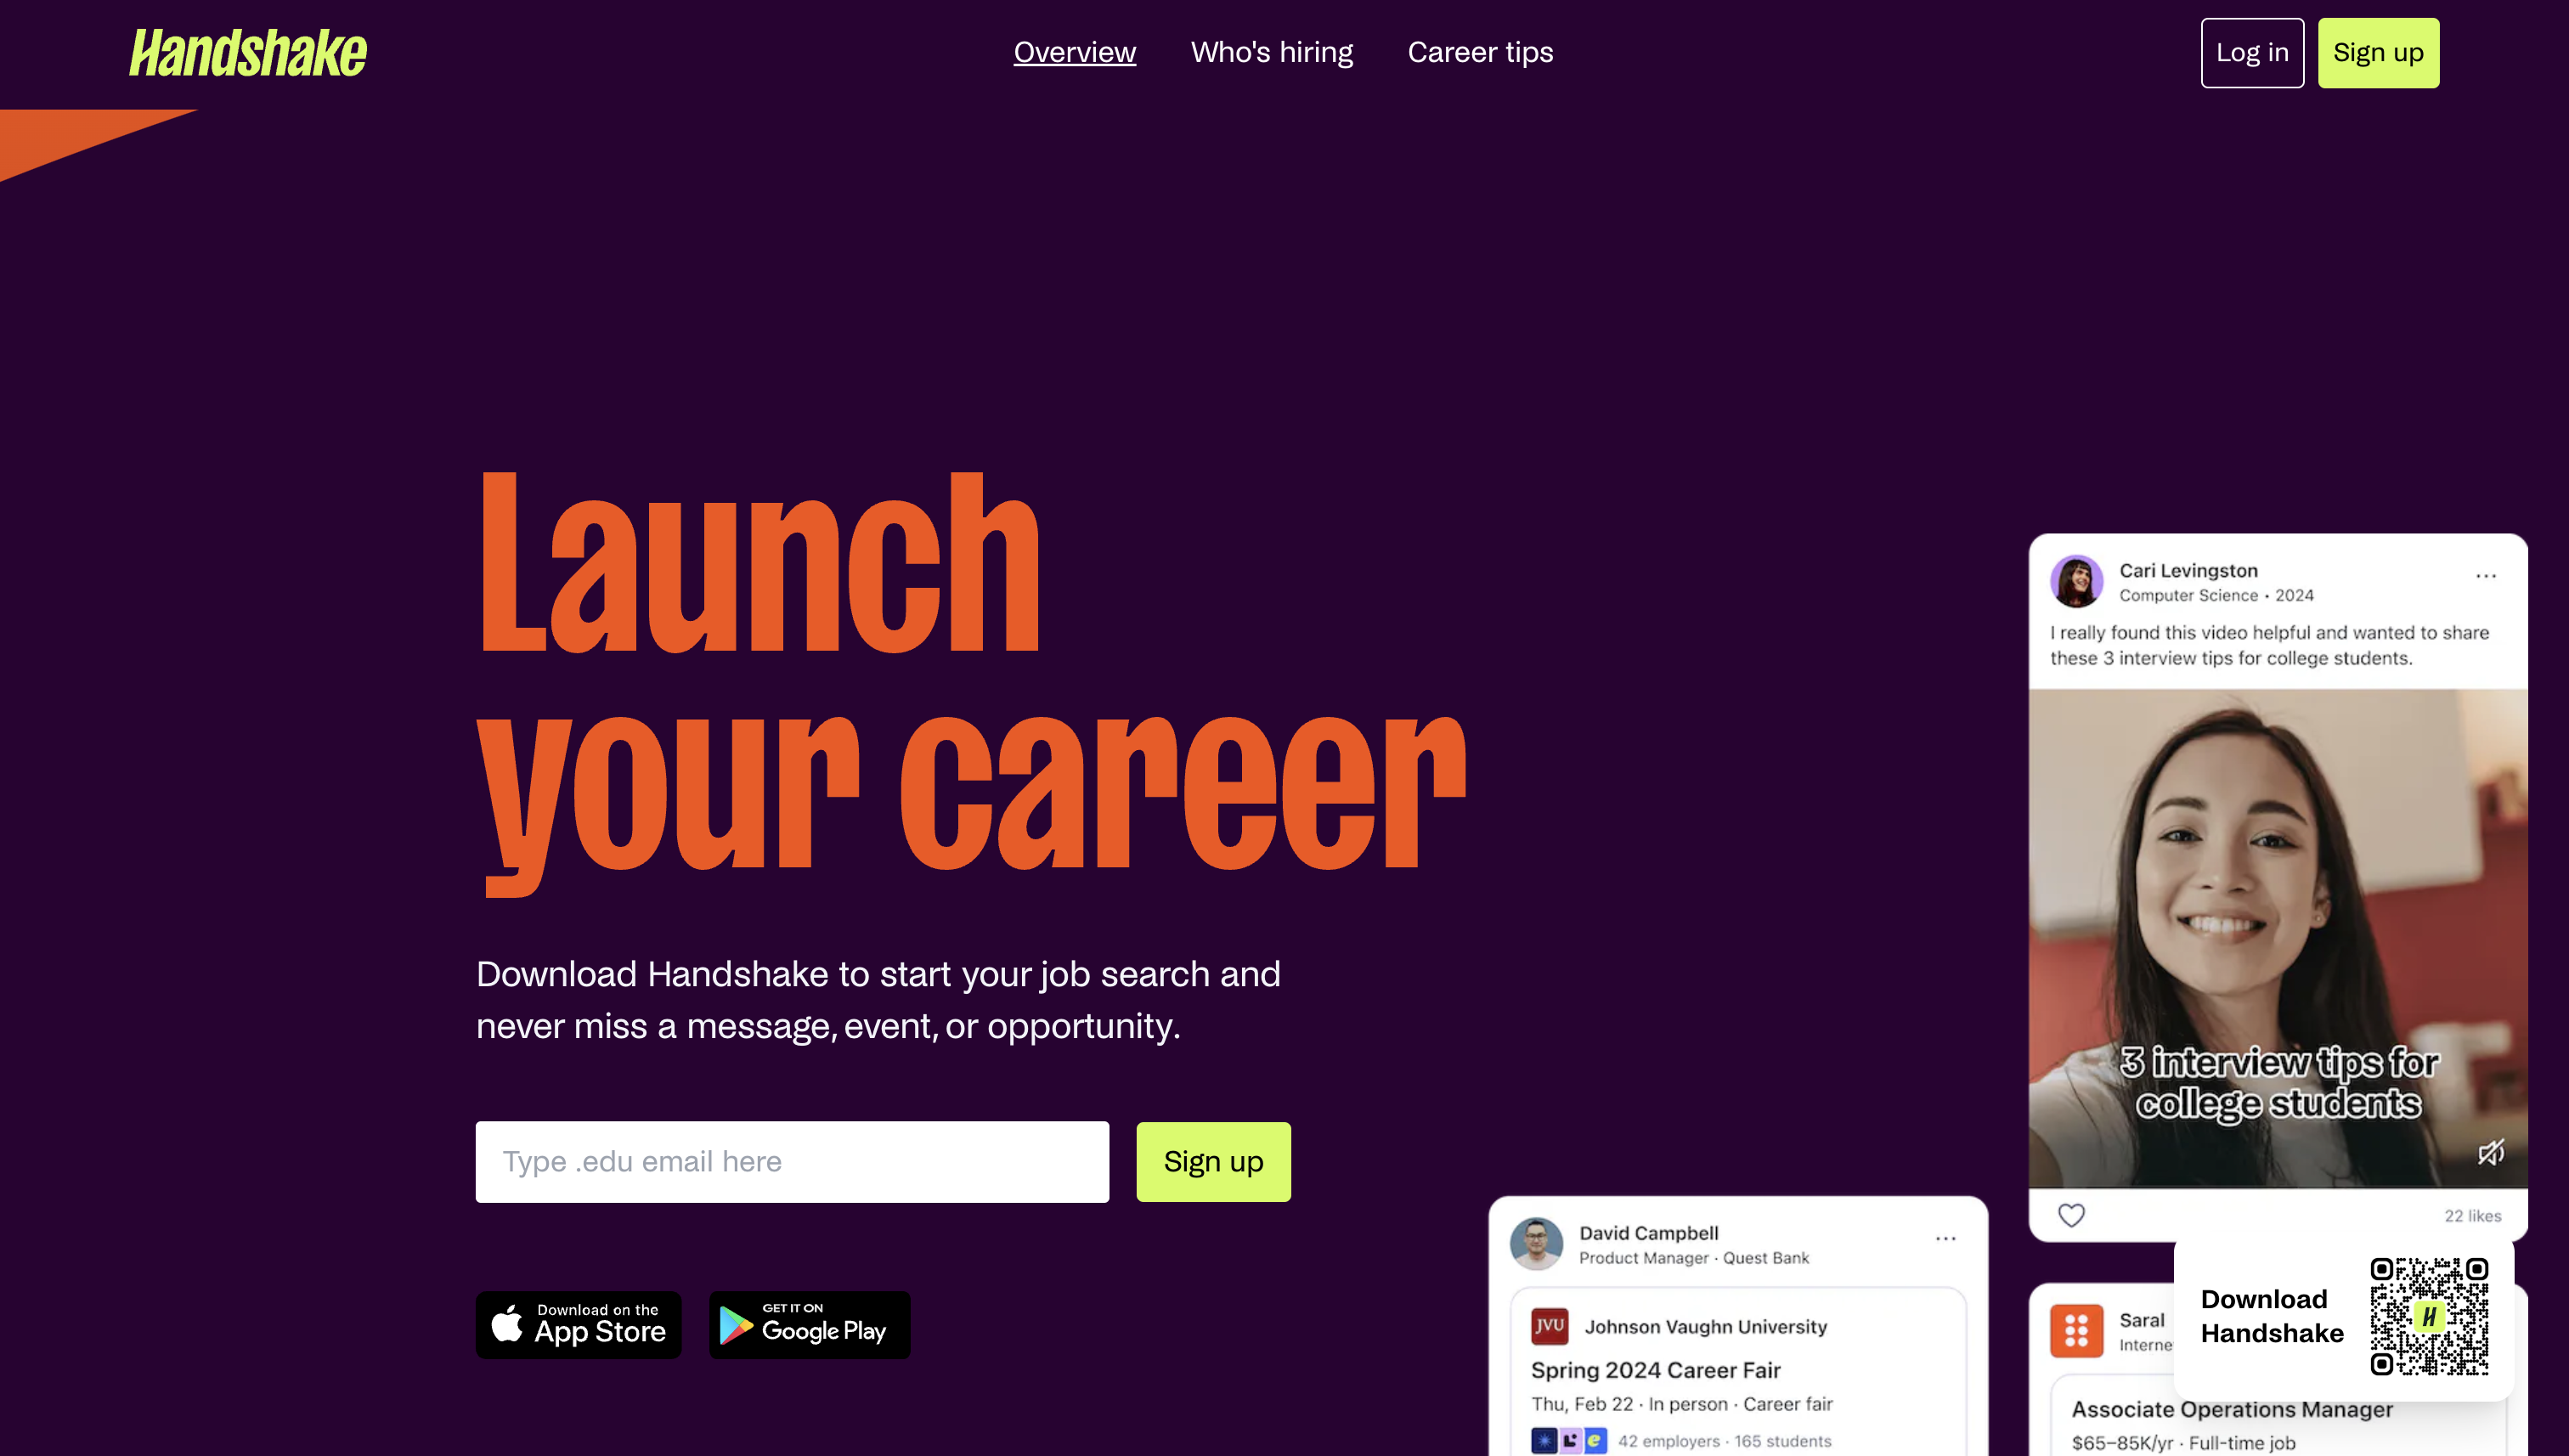 Handshake
Overview
Who's hiring
Career tips
Log in
Sign up
Launch
your career
Download Handshake to start your job search and
never miss a message, event, or opportunity.
Type .edu email here
Sign up
Download on the
App Store
GET IT ON
Google Play
Cari Levingston
Computer Science • 2024
I really found this video helpful and wanted to share
these 3 interview tips for college students.
3 interview tips for
college students
22 likes
David Campbell
Product Manager · Quest Bank
JVU
Johnson Vaughn University
Spring 2024 Career Fair
Thu, Feb 22 · In person · Career fair
42 employers · 165 students
Saral
Interne
Associate Operations Manager
$65–85K/yr · Full-time job
Download
Handshake
H